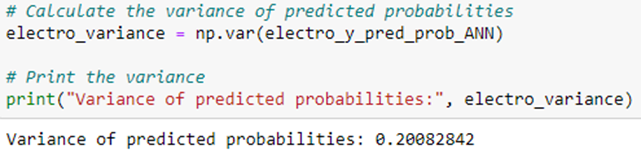 # Calculate the variance of predicted probabilities
electro_variance = np.var(electro_y_pred_prob_ANN)
# Print the variance
print("Variance of predicted probabilities:", electro_variance)
Variance of predicted probabilities: 0.20082842